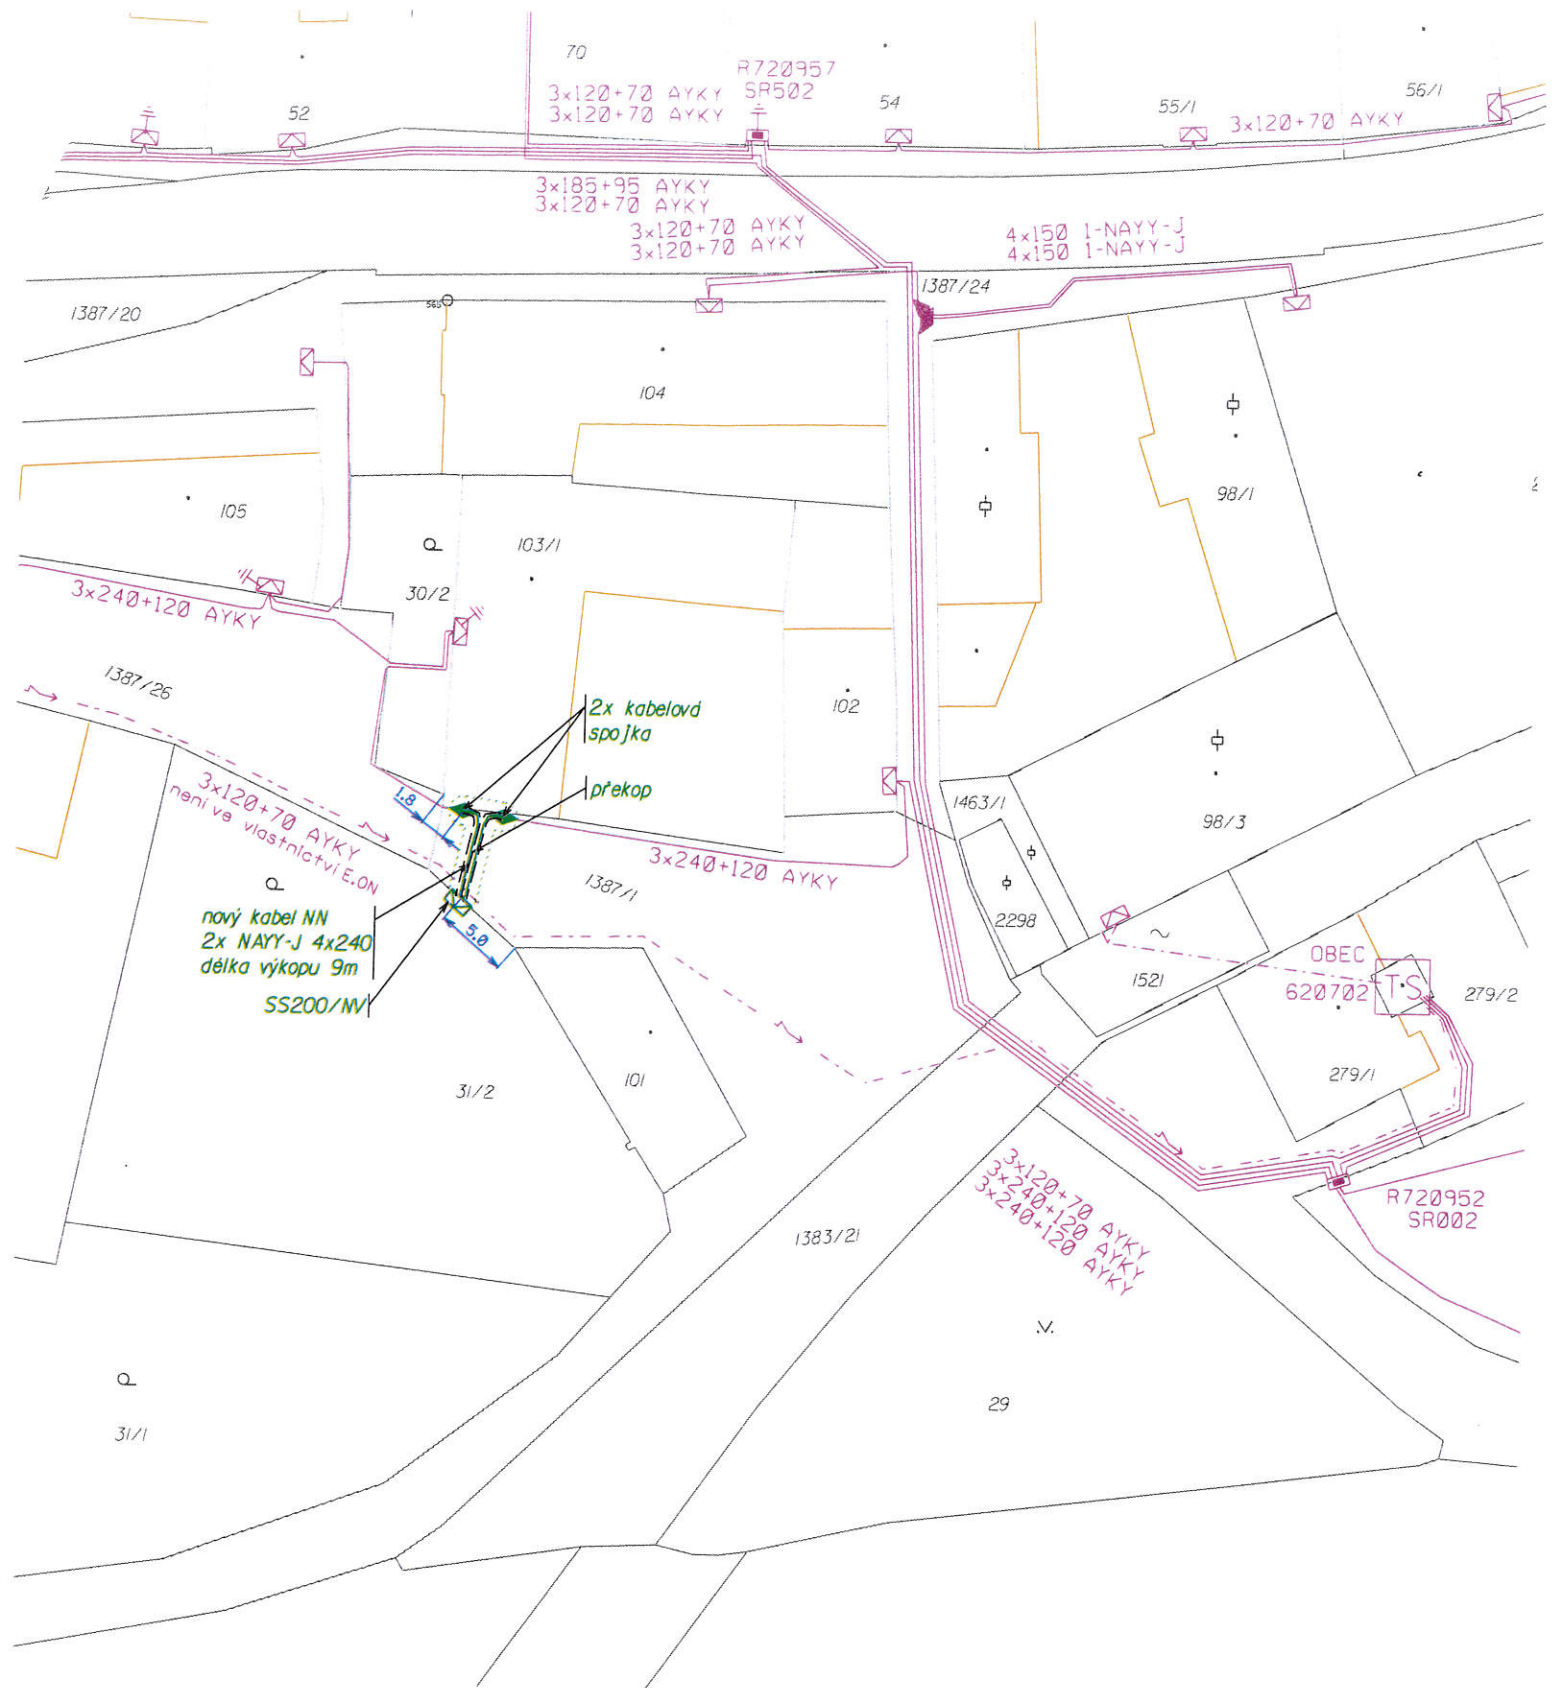 70
R720957
SR502
3x120+70 AYKY
3x120+70 AYKY
52
54
55/1
56/1
3x120+70 AYKY
3x185+95 AYKY
3x120+70 AYKY
3x120+70 AYKY
3x120+70 AYKY
4x150 1-NAYY-J
4x150 1-NAYY-J
1387/20
1387/24
104
98/1
105
103/1
30/2
3x240+120 AYKY
1387/26
102
2x kabelová
spojka
překop
1.8
3x120+70 AYKY
není ve vlastnictví E.ON
1463/1
98/3
3x240+120 AYKY
1387/1
nový kabel NN
2x NAYY-J 4x240
délka výkopu 9m
SS200/NV
5.0
2298
1521
OBEC
620702
TS
279/2
279/1
31/2
101
3x120+70 AYKY
3x240+120 AYKY
3x240+120 AYKY
R720952
SR002
1383/21
29
31/1